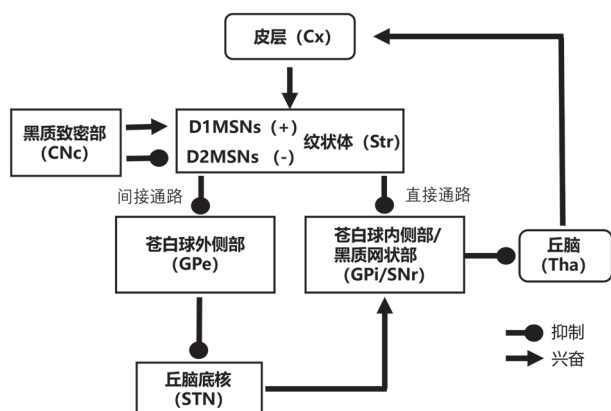 皮层（Cx）
黑质致密部
(CNc)
D1MSNs（+）
D2MSNs （-）
纹状体（Str）
间接通路
直接通路
苍白球外侧部
(GPe)
苍白球内侧部/
黑质网状部
(GPi/SNr)
丘脑
(Tha)
丘脑底核
(STN)
抑制
兴奋